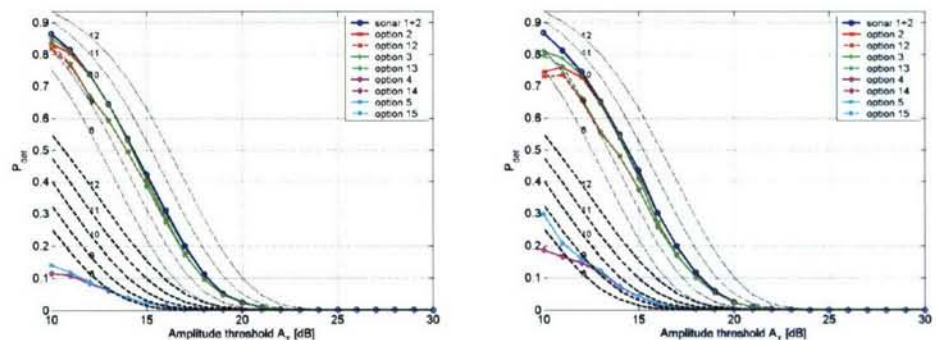 0.9
0.8
0.7
0.6
0.5
0.4
0.3
0.2
0.1
0
P_det
12
11
10
8
12
11
10
9
10 15 20 25 30
Amplitude threshold A_x [dB]
sonar 1+2
option 2
option 12
option 3
option 13
option 4
option 14
option 5
option 15
0.9
0.8
0.7
0.6
0.5
0.4
0.3
0.2
0.1
0
P_det
12
11
10
8
12
11
10
10 15 20 25 30
Amplitude threshold A_x [dB]
sonar 1+2
option 2
option 12
option 3
option 13
option 4
option 14
option 5
option 15